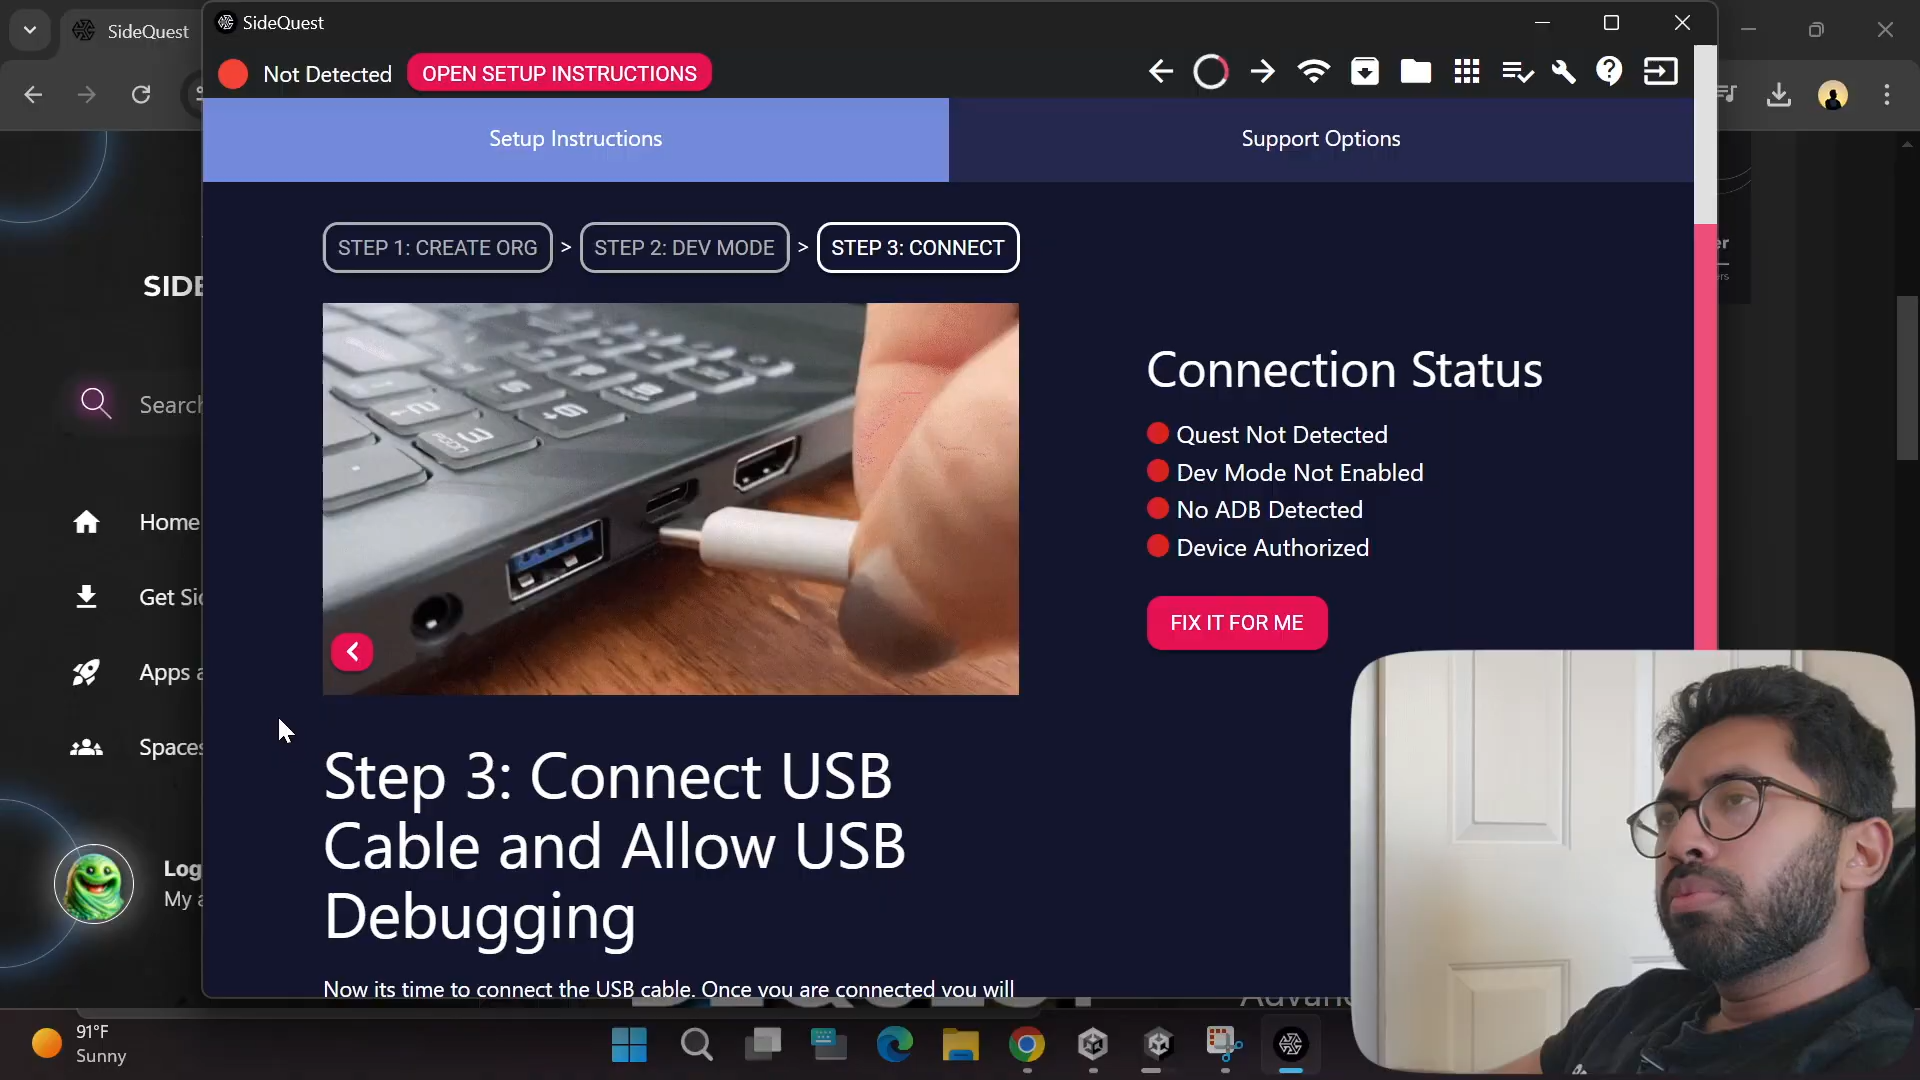 SideQuest
SideQuest
Not Detected
OPEN SETUP INSTRUCTIONS
Setup Instructions
Support Options
STEP 1: CREATE ORG > STEP 2: DEV MODE > STEP 3: CONNECT
SIDE
Search
Home
Get Si
Apps a
Spaces
Log
My a
Connection Status
Quest Not Detected
Dev Mode Not Enabled
No ADB Detected
Device Authorized
FIX IT FOR ME
Step 3: Connect USB
Cable and Allow USB
Debugging
Now its time to connect the USB cable. Once you are connected you will
91°F
Sunny